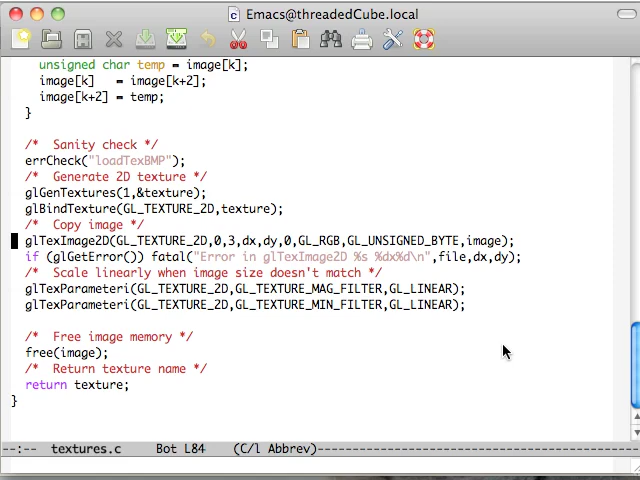 Emacs@threadedCube.local
unsigned char temp = image[k];
image[k]   = image[k+2];
image[k+2] = temp;
}
/*  Sanity check */
errCheck("loadTexBMP");
/*  Generate 2D texture */
glGenTextures(1,&texture);
glBindTexture(GL_TEXTURE_2D,texture);
/*  Copy image */
glTexImage2D(GL_TEXTURE_2D,0,3,dx,dy,0,GL_RGB,GL_UNSIGNED_BYTE,image);
if (glGetError()) fatal("Error in glTexImage2D %s %dx%d\n",file,dx,dy);
/*  Scale linearly when image size doesn't match */
glTexParameteri(GL_TEXTURE_2D,GL_TEXTURE_MAG_FILTER,GL_LINEAR);
glTexParameteri(GL_TEXTURE_2D,GL_TEXTURE_MIN_FILTER,GL_LINEAR);
/*  Free image memory */
free(image);
/*  Return texture name */
return texture;
}
--:--  textures.c     Bot L84    (C/l Abbrev)----------------------------------------